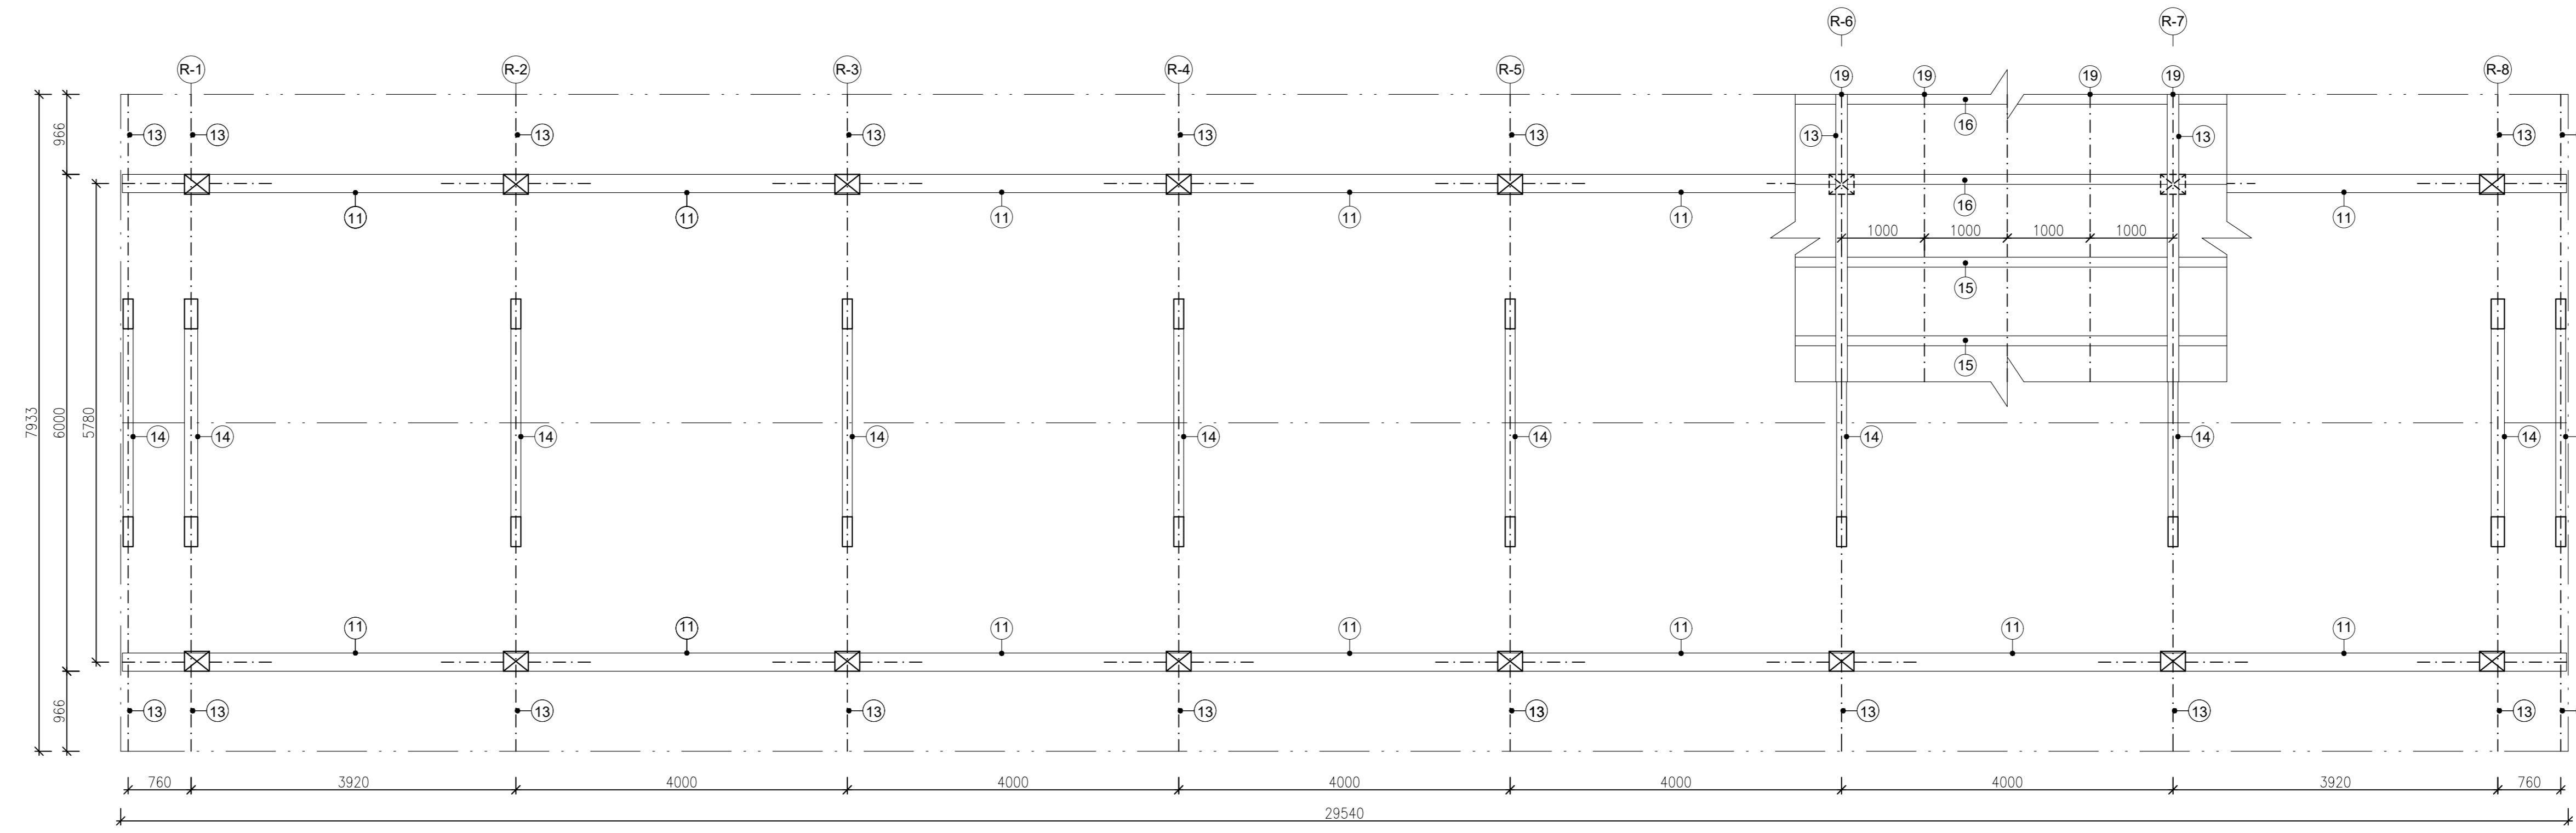 R-6 R-7
R-1 R-2 R-3 R-4 R-5 R-8
19 19 19 19
16
13 13 13 13 13 13 13 13 13 13
966
16
11 11 11 11 11 11
1000 1000 1000 1000
15
15
7933 6000 5780
14 14 14 14 14 14 14 14 14
11 11 11 11 11 11 11
966
13 13 13 13 13 13 13 13 13
760 3920 4000 4000 4000 4000 4000 3920 760
29540